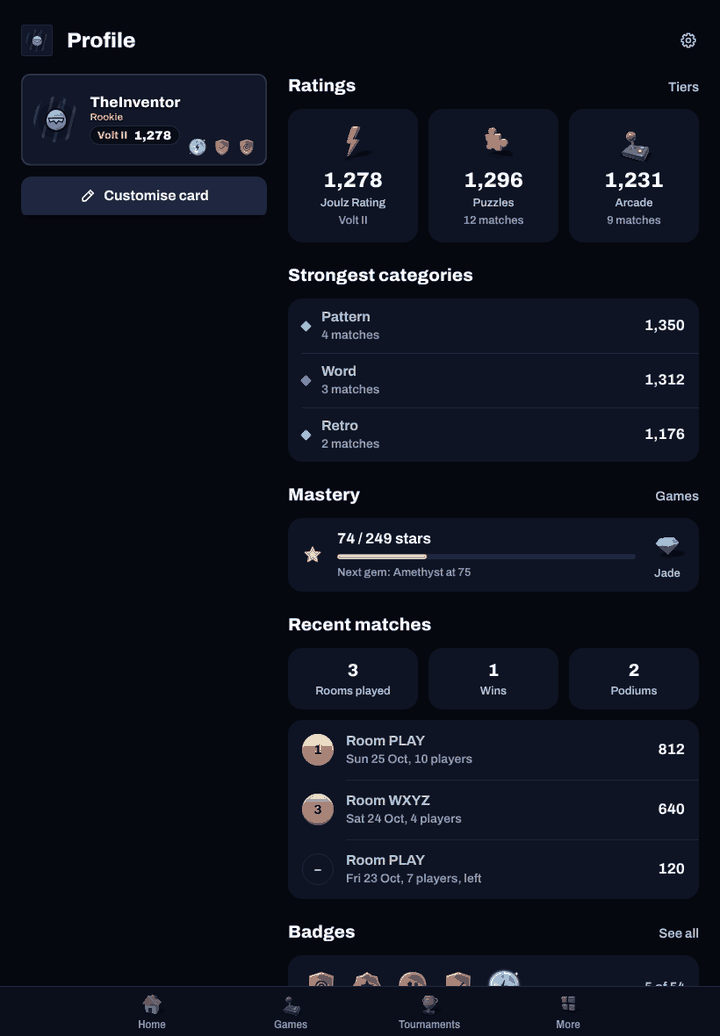 Profile
TheInventor
Rookie
Volt II 1,278
Customise card
Ratings
Tiers
1,278
Joulz Rating
Volt II
1,296
Puzzles
12 matches
1,231
Arcade
9 matches
Strongest categories
Pattern
4 matches
1,350
Word
3 matches
1,312
Retro
2 matches
1,176
Mastery
Games
74 / 249 stars
Next gem: Amethyst at 75
Jade
Recent matches
3
Rooms played
1
Wins
2
Podiums
1
Room PLAY
Sun 25 Oct, 10 players
812
3
Room WXYZ
Sat 24 Oct, 4 players
640
–
Room PLAY
Fri 23 Oct, 7 players, left
120
Badges
See all
5 of 54
Home
Games
Tournaments
More